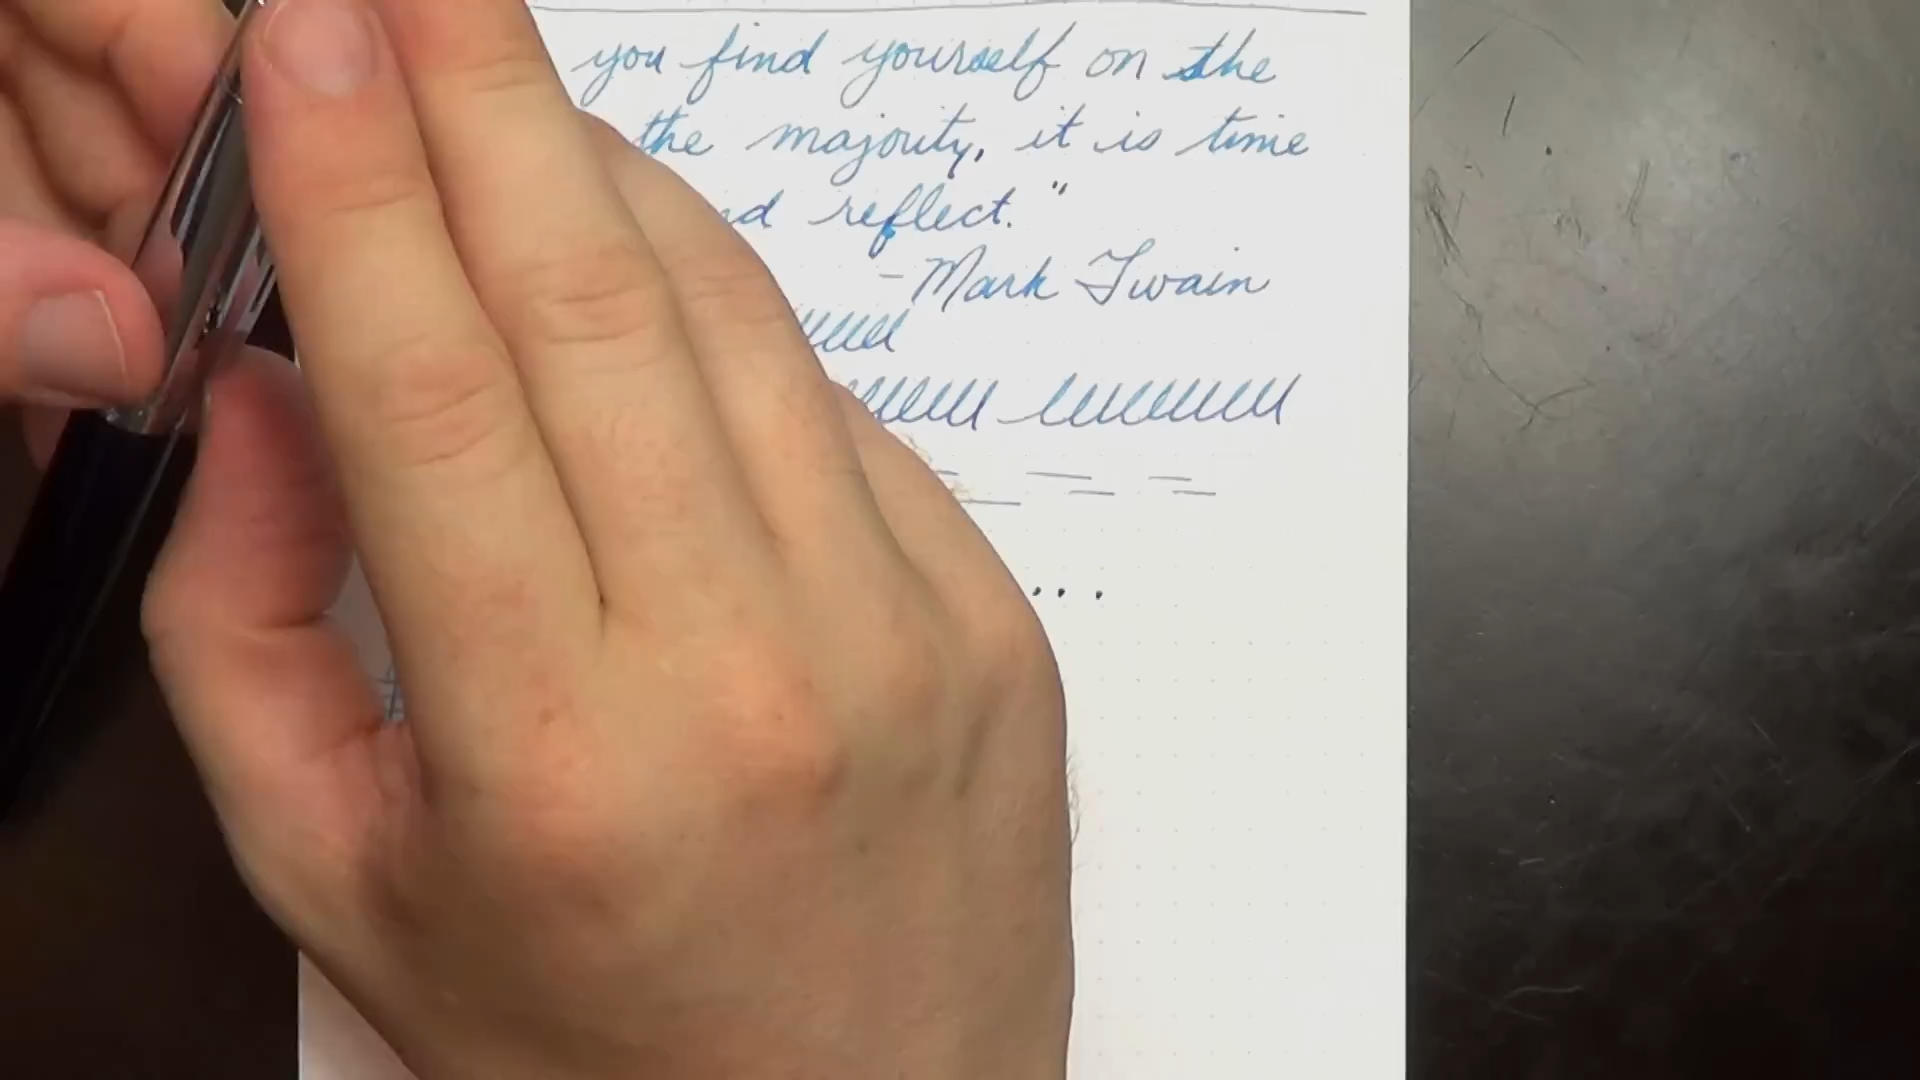 you find yourself on the
the majority, it is time
reflect."
- Mark Twain